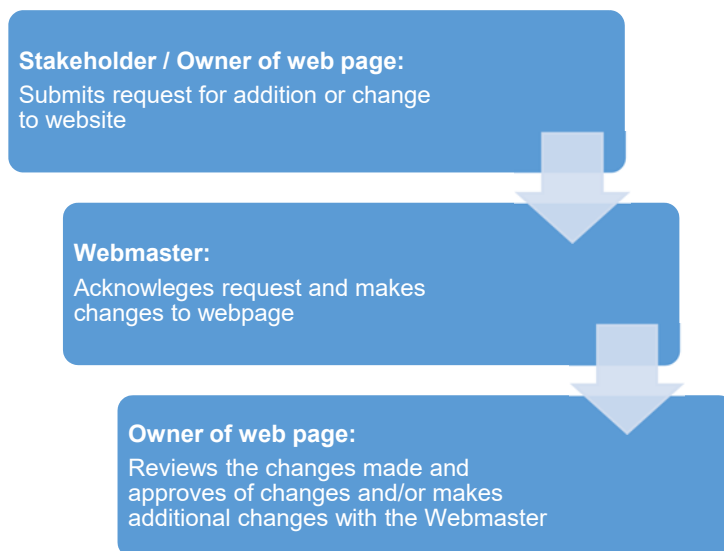 Stakeholder / Owner of web page:
Submits request for addition or change
to website
Webmaster:
Acknowleges request and makes
changes to webpage
Owner of web page:
Reviews the changes made and
approves of changes and/or makes
additional changes with the Webmaster